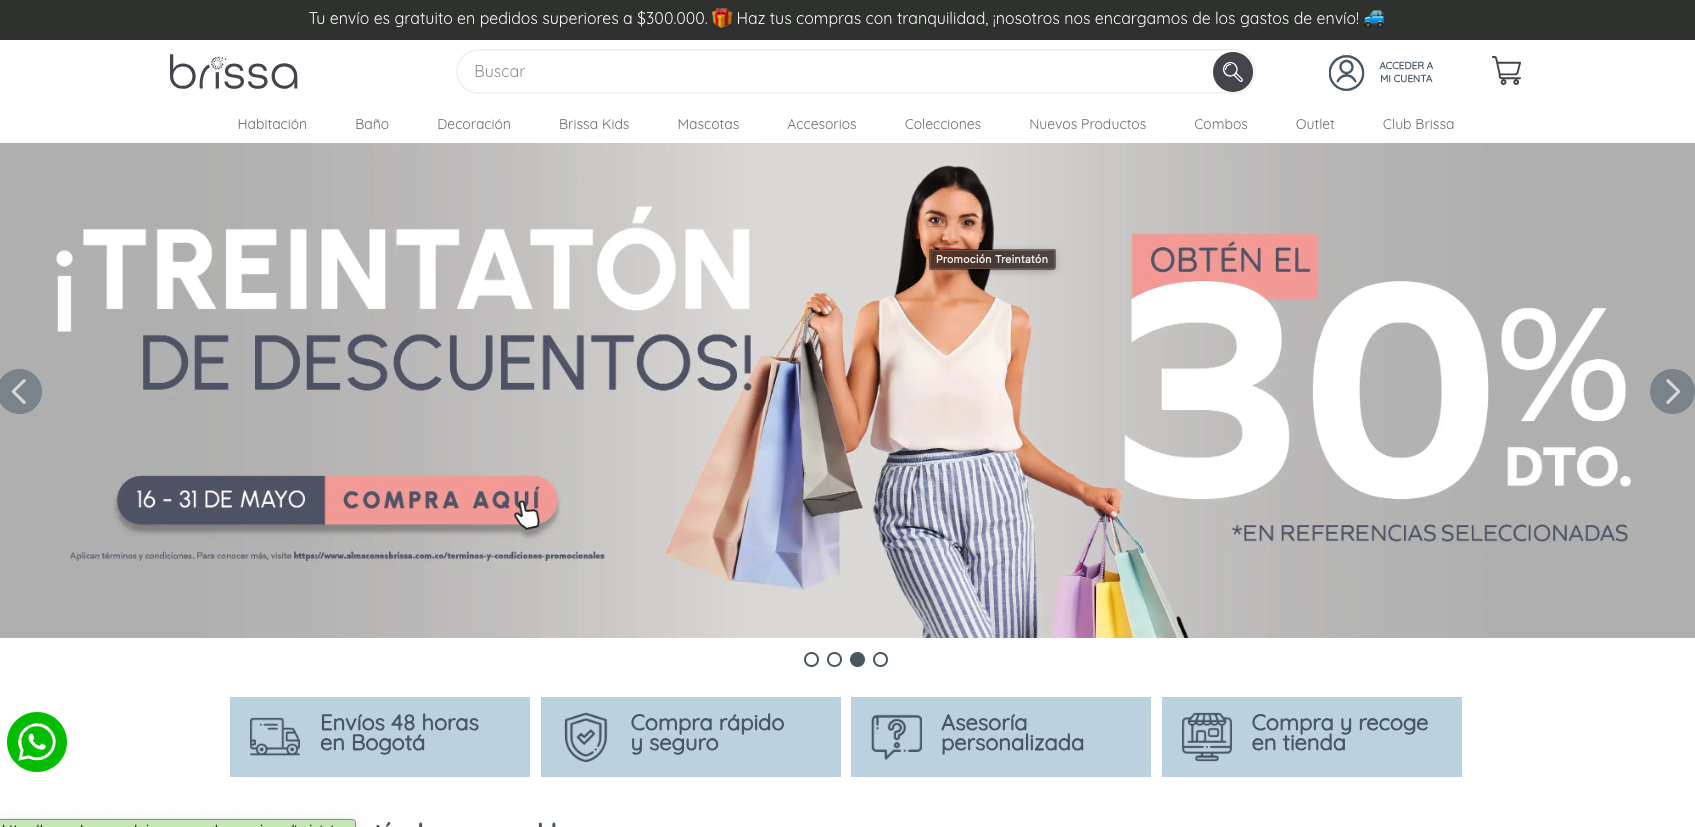 Tu envío es gratuito en pedidos superiores a $300.000. 🎁 Haz tus compras con tranquilidad, ¡nosotros nos encargamos de los gastos de envío! 🚙
brissa
Buscar
ACCEDER A
MI CUENTA
Habitación Baño Decoración Brissa Kids Mascotas Accesorios Colecciones Nuevos Productos Combos Outlet Club Brissa
¡TREINTATÓN
DE DESCUENTOS!
16 - 31 DE MAYO COMPRA AQUÍ
Aplican términos y condiciones. Para conocer más, visite https://www.almacenesbrissa.com.co/terminos-y-condiciones-promocionales
Promoción Treintatón
OBTÉN EL
30%
DTO.
*EN REFERENCIAS SELECCIONADAS
Envíos 48 horas
en Bogotá
Compra rápido
y seguro
Asesoría
personalizada
Compra y recoge
en tienda